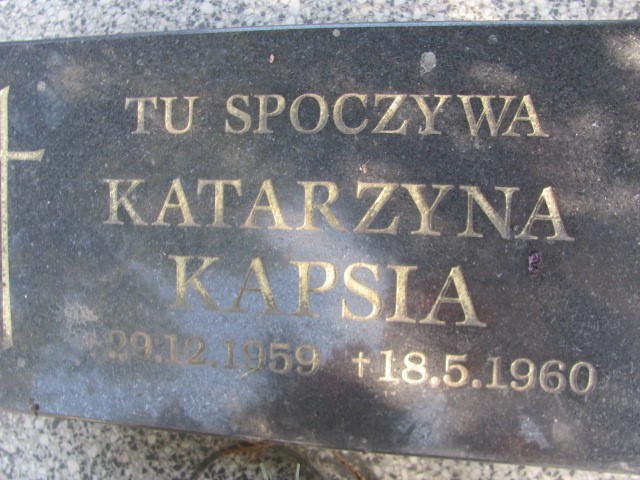 TU SPOCZYWA
KATARZYNA
KAPSIA
*29.12.1959 †18.5.1960